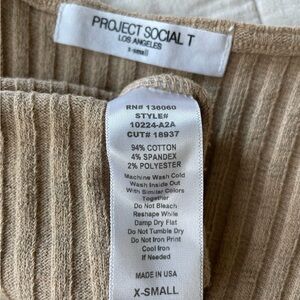 PROJECT SOCIAL T
LOS ANGELES
x-small
RN# 136060
STYLE#
10224-A2A
CUT# 18937
94% COTTON
4% SPANDEX
2% POLYESTER
Machine Wash Cold
Wash Inside Out
With Similar Colors
Together
Do Not Bleach
Reshape While
Damp Dry Flat
Do Not Tumble Dry
Do Not Iron Print
Cool Iron
If Needed
MADE IN USA
X-SMALL